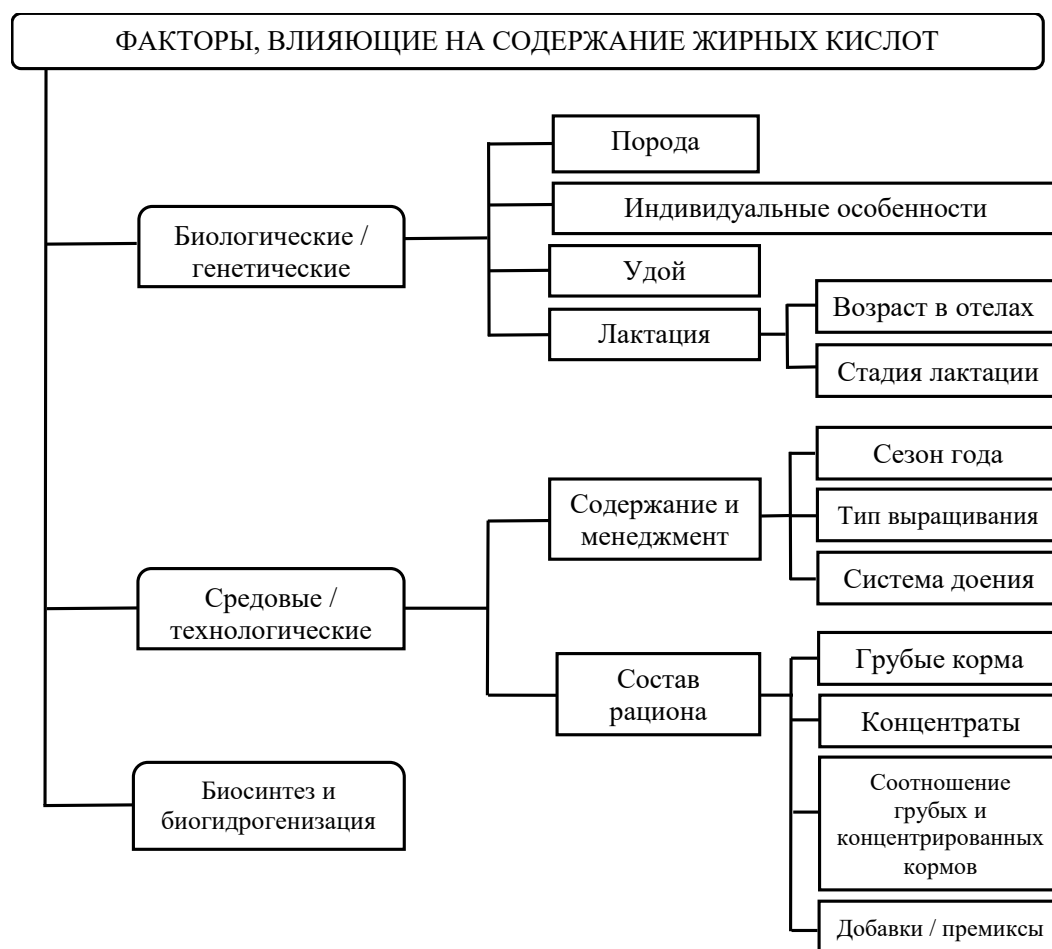 ФАКТОРЫ, ВЛИЯЮЩИЕ НА СОДЕРЖАНИЕ ЖИРНЫХ КИСЛОТ
Биологические /
генетические
Порода
Индивидуальные особенности
Удой
Лактация
Возраст в отелах
Стадия лактации
Средовые /
технологические
Содержание и
менеджмент
Сезон года
Тип выращивания
Система доения
Состав
рациона
Грубые корма
Концентраты
Соотношение
грубых и
концентрированных
кормов
Добавки / премиксы
Биосинтез и
биогидрогенизация